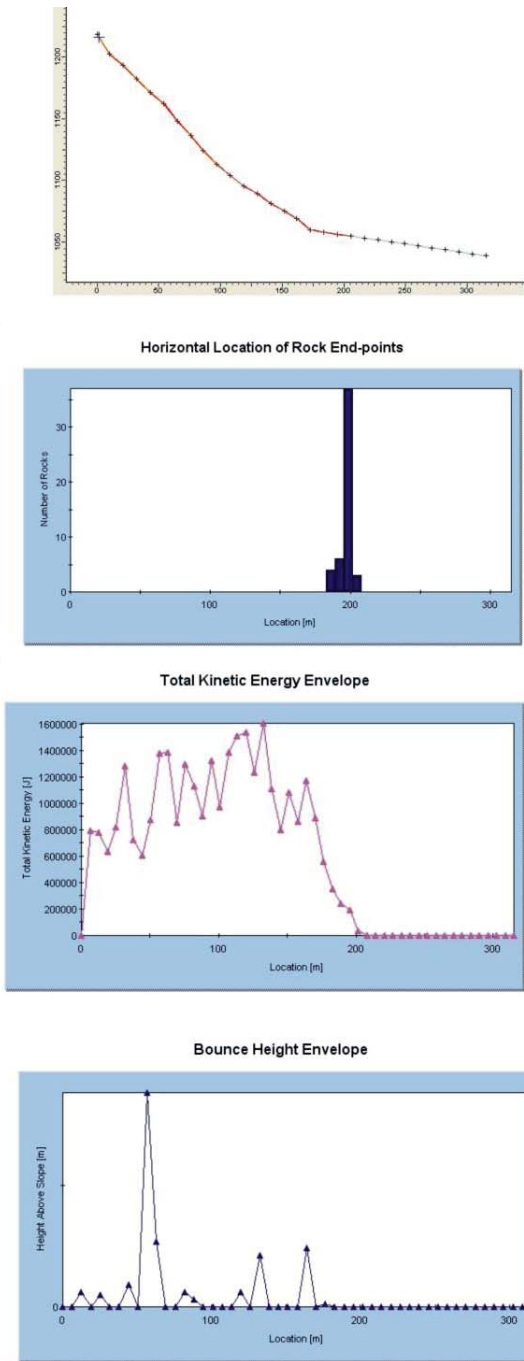 1200
1150
1100
1050
0 50 100 150 200 250 300
Horizontal Location of Rock End-points
Number of Rocks
30
20
10
0
0 100 200 300
Location [m]
Total Kinetic Energy Envelope
Total Kinetic Energy [J]
1600000
1400000
1200000
1000000
800000
600000
400000
200000
0
0 100 200 300
Location [m]
Bounce Height Envelope
Height Above Slope [m]
0
0 100 200 300
Location [m]